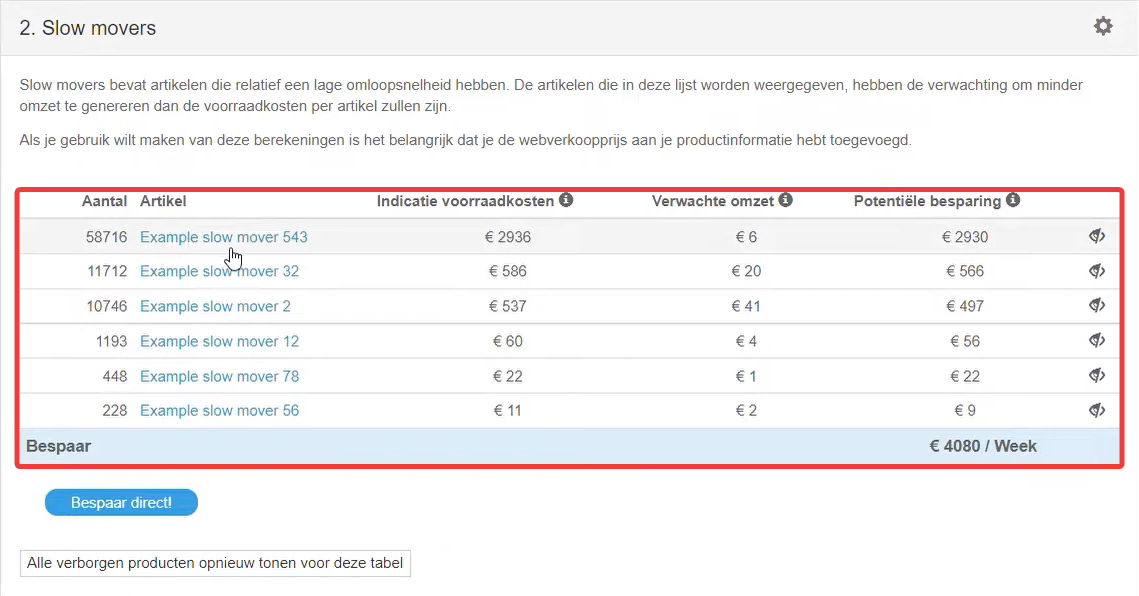 2. Slow movers
Slow movers bevat artikelen die relatief een lage omloopsnelheid hebben. De artikelen die in deze lijst worden weergegeven, hebben de verwachting om minder
omzet te genereren dan de voorraadkosten per artikel zullen zijn.
Als je gebruik wilt maken van deze berekeningen is het belangrijk dat je de webverkoopprijs aan je productinformatie hebt toegevoegd.
Aantal Artikel Indicatie voorraadkosten Verwachte omzet Potentiële besparing
58716 Example slow mover 543 € 2936 € 6 € 2930
11712 Example slow mover 32 € 586 € 20 € 566
10746 Example slow mover 2 € 537 € 41 € 497
1193 Example slow mover 12 € 60 € 4 € 56
448 Example slow mover 78 € 22 € 1 € 22
228 Example slow mover 56 € 11 € 2 € 9
Bespaar € 4080 / Week
Bespaar direct!
Alle verborgen producten opnieuw tonen voor deze tabel